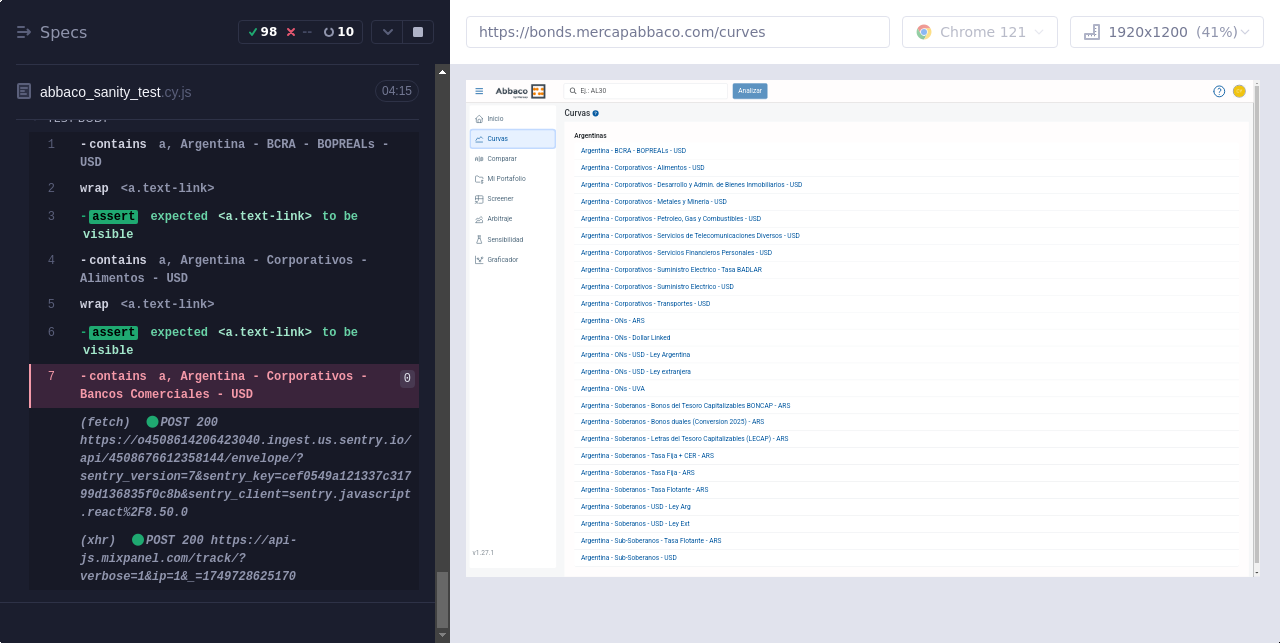 Specs
98
--
10
abbaco_sanity_test.cy.js
04:15
TEST BODY
1 -contains a, Argentina - BCRA - BOPREALs -
USD
2 wrap <a.text-link>
3 -assert expected <a.text-link> to be
visible
4 -contains a, Argentina - Corporativos -
Alimentos - USD
5 wrap <a.text-link>
6 -assert expected <a.text-link> to be
visible
7 -contains a, Argentina - Corporativos - 0
Bancos Comerciales - USD
(fetch) POST 200
https://o4508614206423040.ingest.us.sentry.io/
api/4508676612358144/envelope/?
sentry_version=7&sentry_key=cef0549a121337c317
99d136835f0c8b&sentry_client=sentry.javascript
.react%2F8.50.0
(xhr) POST 200 https://api-
js.mixpanel.com/track/?
verbose=1&ip=1&_=1749728625170
https://bonds.mercapabbaco.com/curves
Chrome 121
1920x1200 (41%)
Abbaco
Ej.: AL30
Analizar
Inicio
Curvas
Comparar
Mi Portafolio
Screener
Arbitraje
Sensibilidad
Graficador
v1.27.1
Curvas
Argentinas
Argentina - BCRA - BOPREALs - USD
Argentina - Corporativos - Alimentos - USD
Argentina - Corporativos - Desarrollo y Admin. de Bienes Inmobiliarios - USD
Argentina - Corporativos - Metales y Mineria - USD
Argentina - Corporativos - Petroleo, Gas y Combustibles - USD
Argentina - Corporativos - Servicios de Telecomunicaciones Diversos - USD
Argentina - Corporativos - Servicios Financieros Personales - USD
Argentina - Corporativos - Suministro Electrico - Tasa BADLAR
Argentina - Corporativos - Suministro Electrico - USD
Argentina - Corporativos - Transportes - USD
Argentina - ONs - ARS
Argentina - ONs - Dollar Linked
Argentina - ONs - USD - Ley Argentina
Argentina - ONs - USD - Ley extranjera
Argentina - ONs - UVA
Argentina - Soberanos - Bonos del Tesoro Capitalizables BONCAP - ARS
Argentina - Soberanos - Bonos duales (Conversion 2025) - ARS
Argentina - Soberanos - Letras del Tesoro Capitalizables (LECAP) - ARS
Argentina - Soberanos - Tasa Fija + CER - ARS
Argentina - Soberanos - Tasa Fija - ARS
Argentina - Soberanos - Tasa Flotante - ARS
Argentina - Soberanos - USD - Ley Arg
Argentina - Soberanos - USD - Ley Ext
Argentina - Sub-Soberanos - Tasa Flotante - ARS
Argentina - Sub-Soberanos - USD